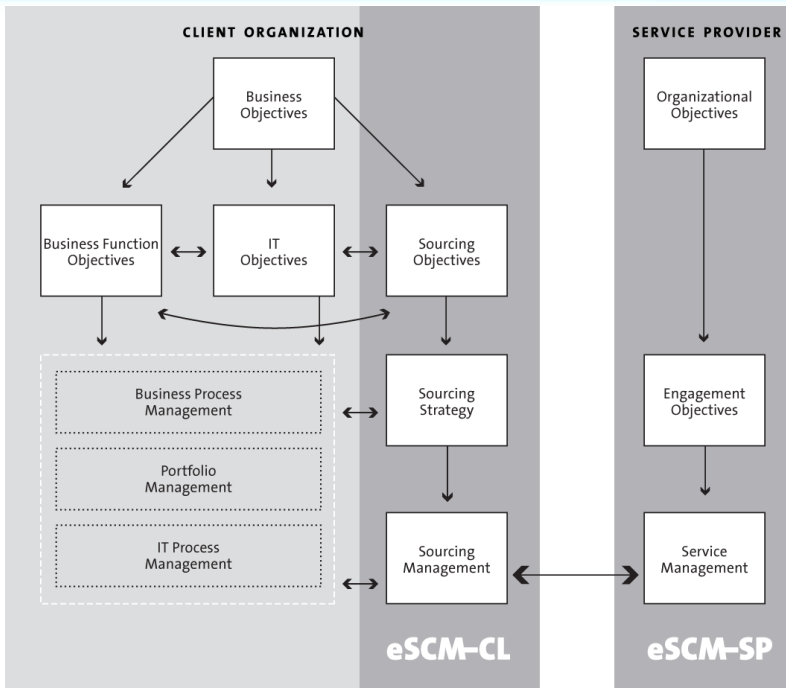 CLIENT ORGANIZATION
SERVICE PROVIDER
Business
Objectives
Organizational
Objectives
Business Function
Objectives
IT
Objectives
Sourcing
Objectives
Business Process
Management
Sourcing
Strategy
Engagement
Objectives
Portfolio
Management
IT Process
Management
Sourcing
Management
Service
Management
eSCM–CL
eSCM–SP